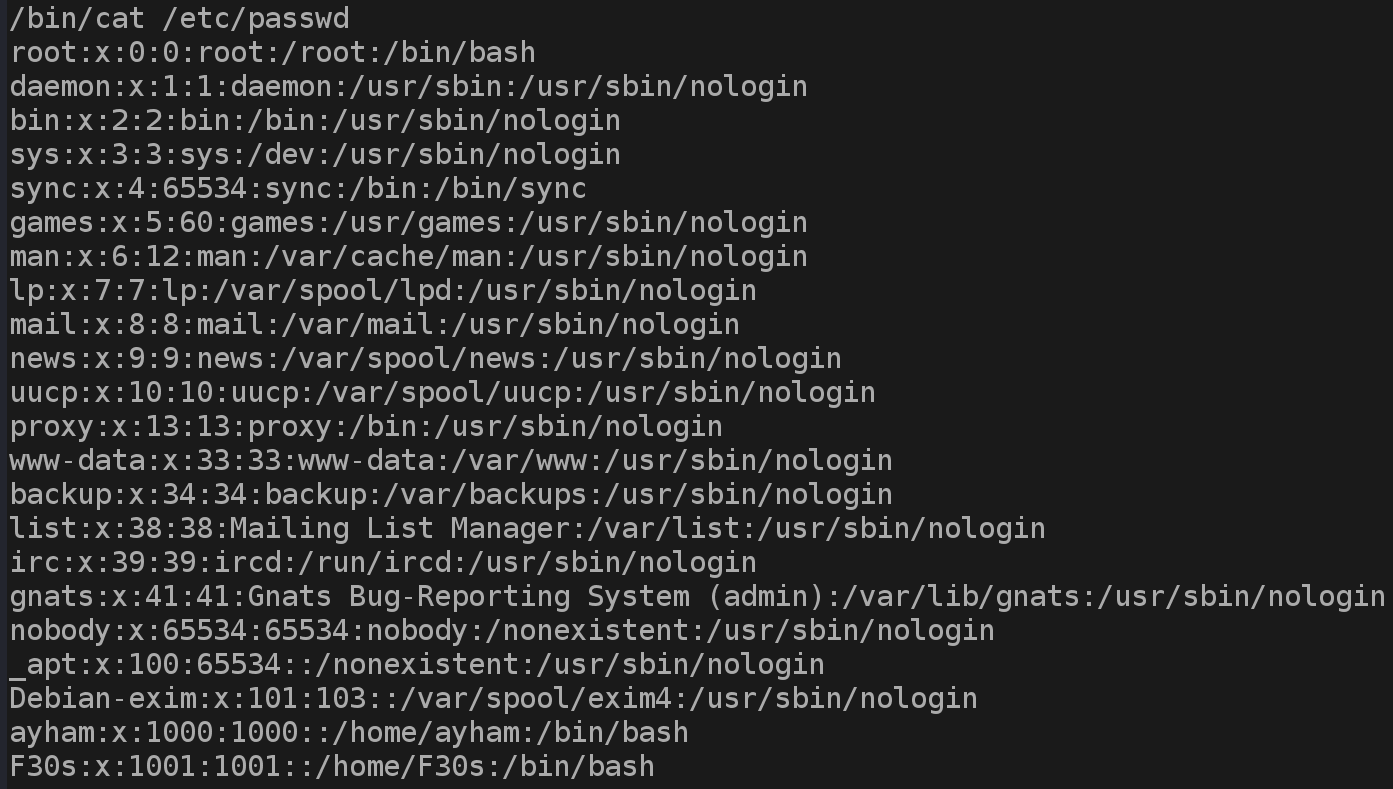 /bin/cat /etc/passwd
root:x:0:0:root:/root:/bin/bash
daemon:x:1:1:daemon:/usr/sbin:/usr/sbin/nologin
bin:x:2:2:bin:/bin:/usr/sbin/nologin
sys:x:3:3:sys:/dev:/usr/sbin/nologin
sync:x:4:65534:sync:/bin:/bin/sync
games:x:5:60:games:/usr/games:/usr/sbin/nologin
man:x:6:12:man:/var/cache/man:/usr/sbin/nologin
lp:x:7:7:lp:/var/spool/lpd:/usr/sbin/nologin
mail:x:8:8:mail:/var/mail:/usr/sbin/nologin
news:x:9:9:news:/var/spool/news:/usr/sbin/nologin
uucp:x:10:10:uucp:/var/spool/uucp:/usr/sbin/nologin
proxy:x:13:13:proxy:/bin:/usr/sbin/nologin
www-data:x:33:33:www-data:/var/www:/usr/sbin/nologin
backup:x:34:34:backup:/var/backups:/usr/sbin/nologin
list:x:38:38:Mailing List Manager:/var/list:/usr/sbin/nologin
irc:x:39:39:ircd:/run/ircd:/usr/sbin/nologin
gnats:x:41:41:Gnats Bug-Reporting System (admin):/var/lib/gnats:/usr/sbin/nologin
nobody:x:65534:65534:nobody:/nonexistent:/usr/sbin/nologin
_apt:x:100:65534::/nonexistent:/usr/sbin/nologin
Debian-exim:x:101:103::/var/spool/exim4:/usr/sbin/nologin
ayham:x:1000:1000::/home/ayham:/bin/bash
F30s:x:1001:1001::/home/F30s:/bin/bash